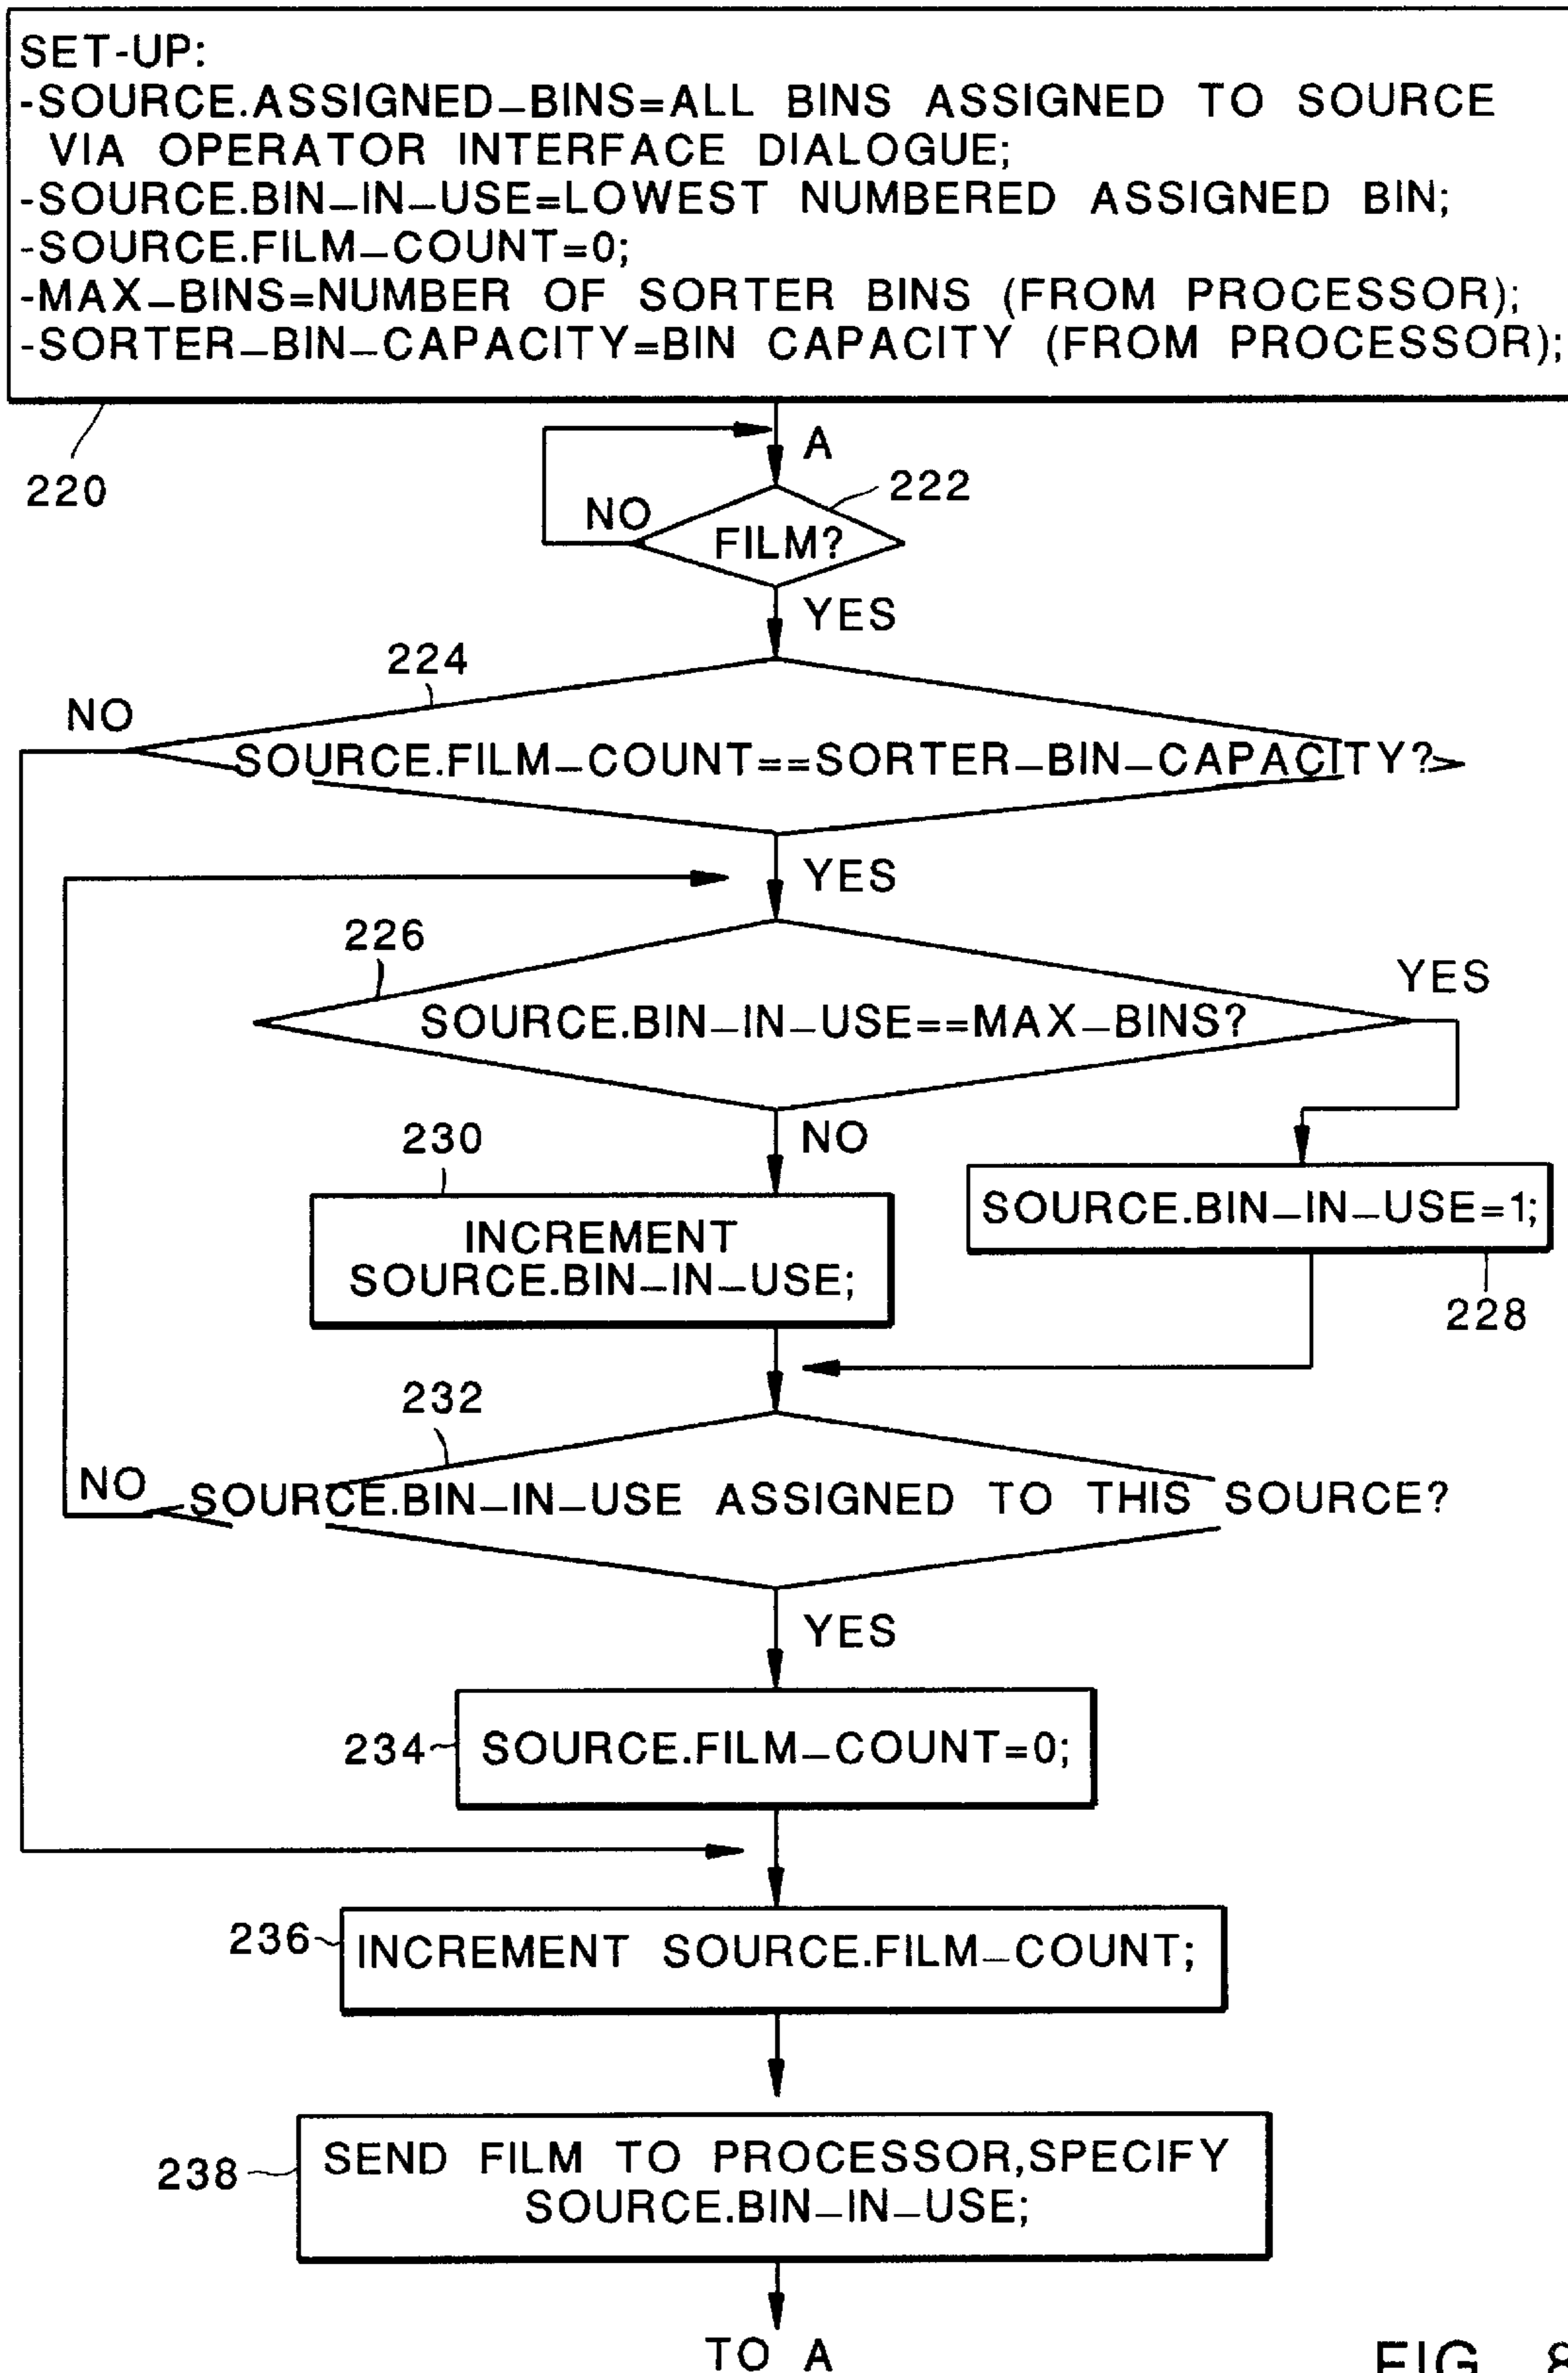 SET-UP:
-SOURCE.ASSIGNED_BINS=ALL BINS ASSIGNED TO SOURCE
VIA OPERATOR INTERFACE DIALOGUE;
-SOURCE.BIN_IN_USE=LOWEST NUMBERED ASSIGNED BIN;
-SOURCE.FILM_COUNT=0;
-MAX_BINS=NUMBER OF SORTER BINS (FROM PROCESSOR);
-SORTER_BIN_CAPACITY=BIN CAPACITY (FROM PROCESSOR);
220
A
222
NO
FILM?
YES
224
NO
SOURCE.FILM_COUNT==SORTER_BIN_CAPACITY?
YES
226
YES
SOURCE.BIN_IN_USE==MAX_BINS?
NO
230
INCREMENT
SOURCE.BIN_IN_USE;
SOURCE.BIN_IN_USE=1;
228
232
NO
SOURCE.BIN_IN_USE ASSIGNED TO THIS SOURCE?
YES
234
SOURCE.FILM_COUNT=0;
236
INCREMENT SOURCE.FILM_COUNT;
238
SEND FILM TO PROCESSOR,SPECIFY
SOURCE.BIN_IN_USE;
TO A
FIG. 8